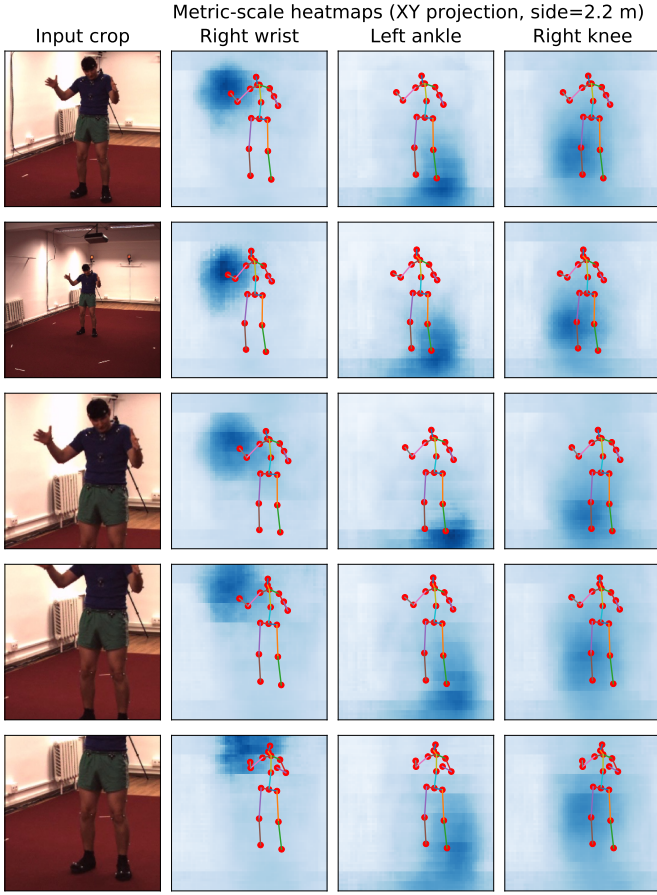 Metric-scale heatmaps (XY projection, side=2.2 m)
Input crop Right wrist Left ankle Right knee